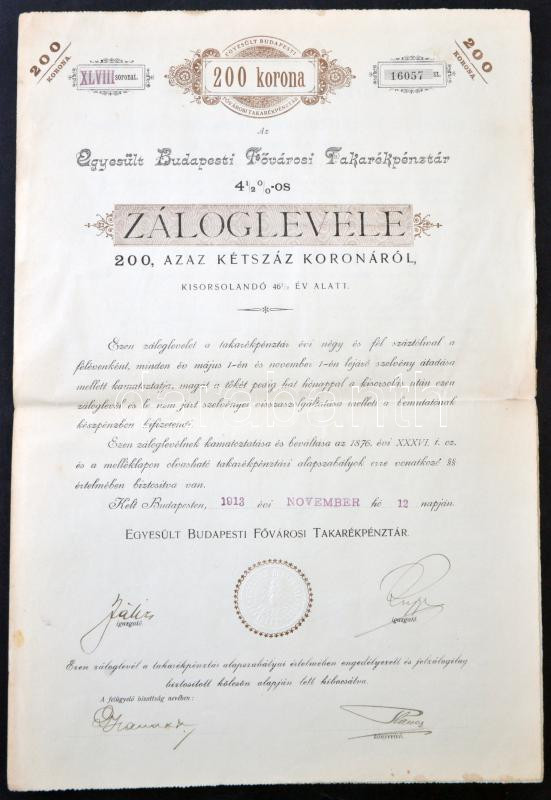 200 KORONA
EGYESÜLT BUDAPESTI
200 korona
FŐVÁROSI TAKARÉKPÉNZTÁR
200 KORONA
XLVIII sorozat.
16057 sz.
Az
Egyesült Budapesti Fővárosi Takarékpénztár
4½%-os
ZÁLOGLEVELE
200, AZAZ KÉTSZÁZ KORONÁRÓL,
KISORSOLANDÓ 46½ ÉV ALATT.
Ezen záloglevelet a takarékpénztár évi négy és fél száztólival a
félévenként, minden év május 1-én és november 1-én lejáró szelvény átadása
mellett kamatoztatja, magát a tőkét pedig hat hónappal a kisorsolás után ezen
záloglevél és le nem járt szelvényei visszaszolgáltatása mellett a bemutatónak
készpénzben kifizetendi.
Ezen záloglevélnek kamatoztatása és beváltása az 1876. évi XXXVI. t. cz.
és a melléklapon olvasható takarékpénztári alapszabályok erre vonatkozó §§
értelmében biztosítva van.
Kelt Budapesten, 1913 évi NOVEMBER hó 12 napján.
EGYESÜLT BUDAPESTI FŐVÁROSI TAKARÉKPÉNZTÁR.
igazgató
igazgató
Ezen záloglevél a takarékpénztár alapszabályai értelmében engedélyezett és jelzálogilag
biztosított kölcsön alapján lett kibocsátva.
A felügyelő bizottság nevében:
KÖNYVVIVŐ.
darabanth